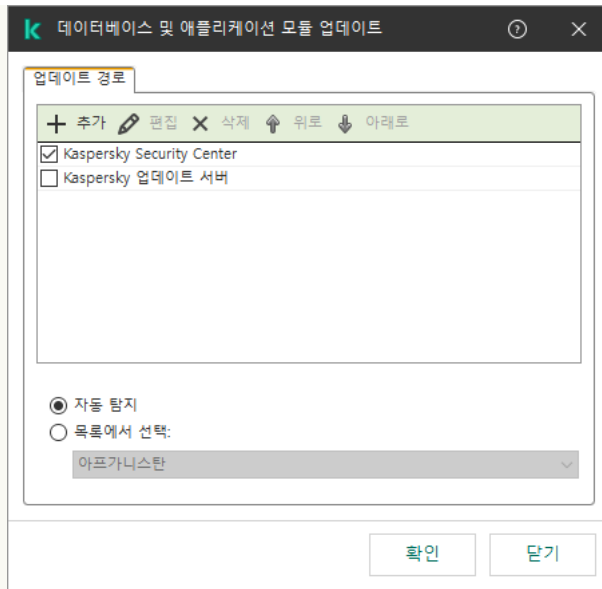 데이터베이스 및 애플리케이션 모듈 업데이트
업데이트 경로
추가 편집 삭제 위로 아래로
Kaspersky Security Center
Kaspersky 업데이트 서버
자동 탐지
목록에서 선택:
아프가니스탄
확인 닫기